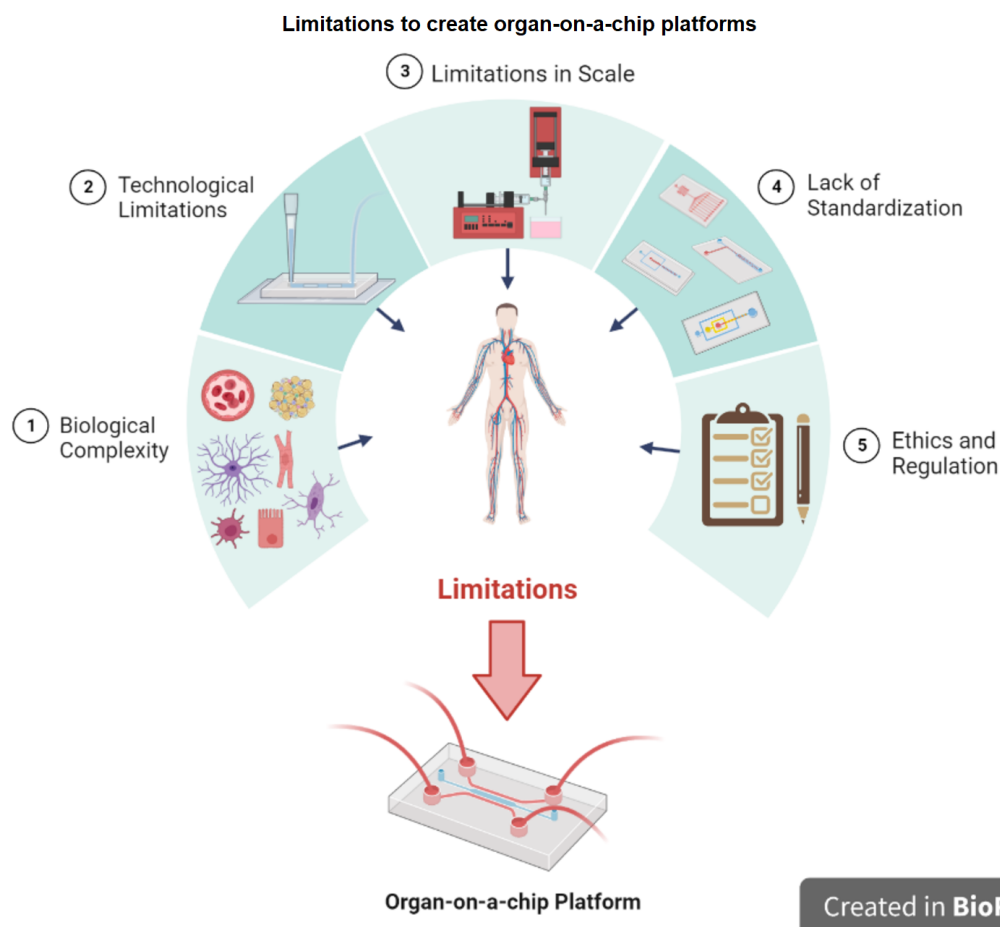 Limitations to create organ-on-a-chip platforms
3 Limitations in Scale
2 Technological
Limitations
4 Lack of
Standardization
1 Biological
Complexity
5 Ethics and
Regulation
Limitations
Organ-on-a-chip Platform
Created in